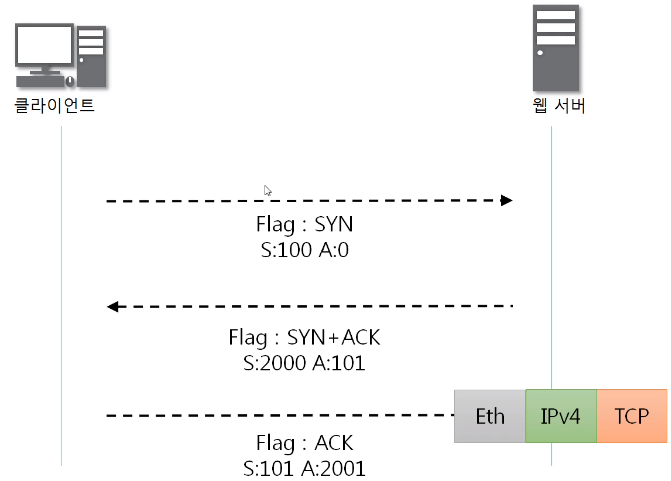 클라이언트
웹 서버
Flag : SYN
S:100 A:0
Flag : SYN+ACK
S:2000 A:101
Eth IPv4 TCP
Flag : ACK
S:101 A:2001